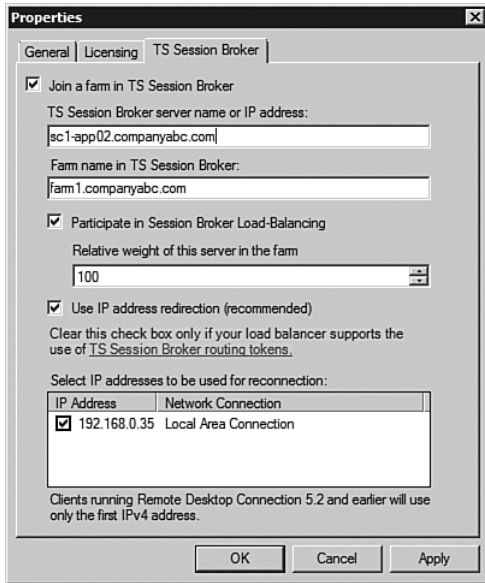 Properties
General Licensing TS Session Broker
Join a farm in TS Session Broker
TS Session Broker server name or IP address:
sc1-app02.companyabc.com
Farm name in TS Session Broker:
farm1.companyabc.com
Participate in Session Broker Load-Balancing
Relative weight of this server in the farm
100
Use IP address redirection (recommended)
Clear this check box only if your load balancer supports the
use of TS Session Broker routing tokens.
Select IP addresses to be used for reconnection:
IP Address Network Connection
192.168.0.35 Local Area Connection
Clients running Remote Desktop Connection 5.2 and earlier will use
only the first IPv4 address.
OK Cancel Apply